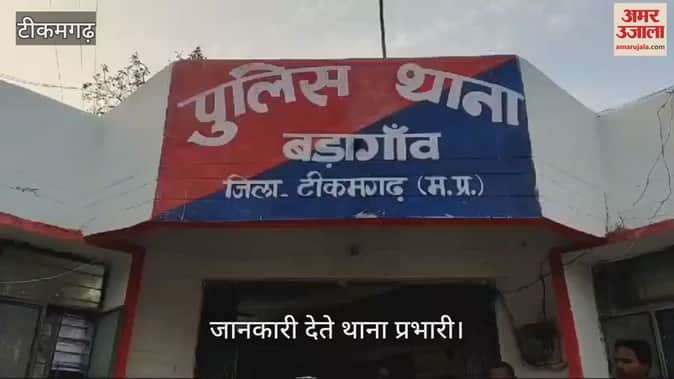 टीकमगढ़
अमर
उजाला
amarujala.com
पुलिस थाना
बड़ागाँव
जिला- टीकमगढ़ (म.प्र.)
जानकारी देते थाना प्रभारी।